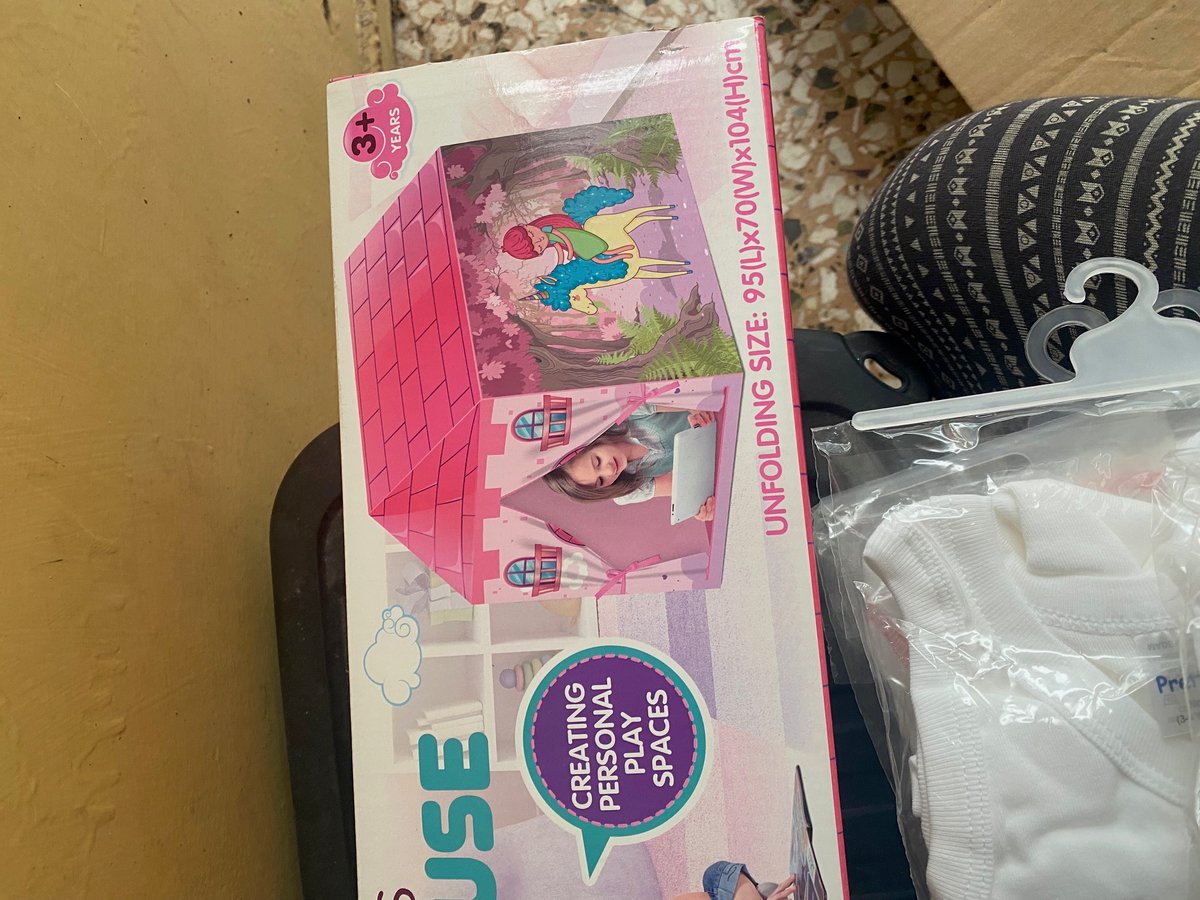 3+
YEARS
UNFOLDING SIZE: 95(L)x70(W)x104(H)cm
CREATING
PERSONAL
PLAY
SPACES
USE